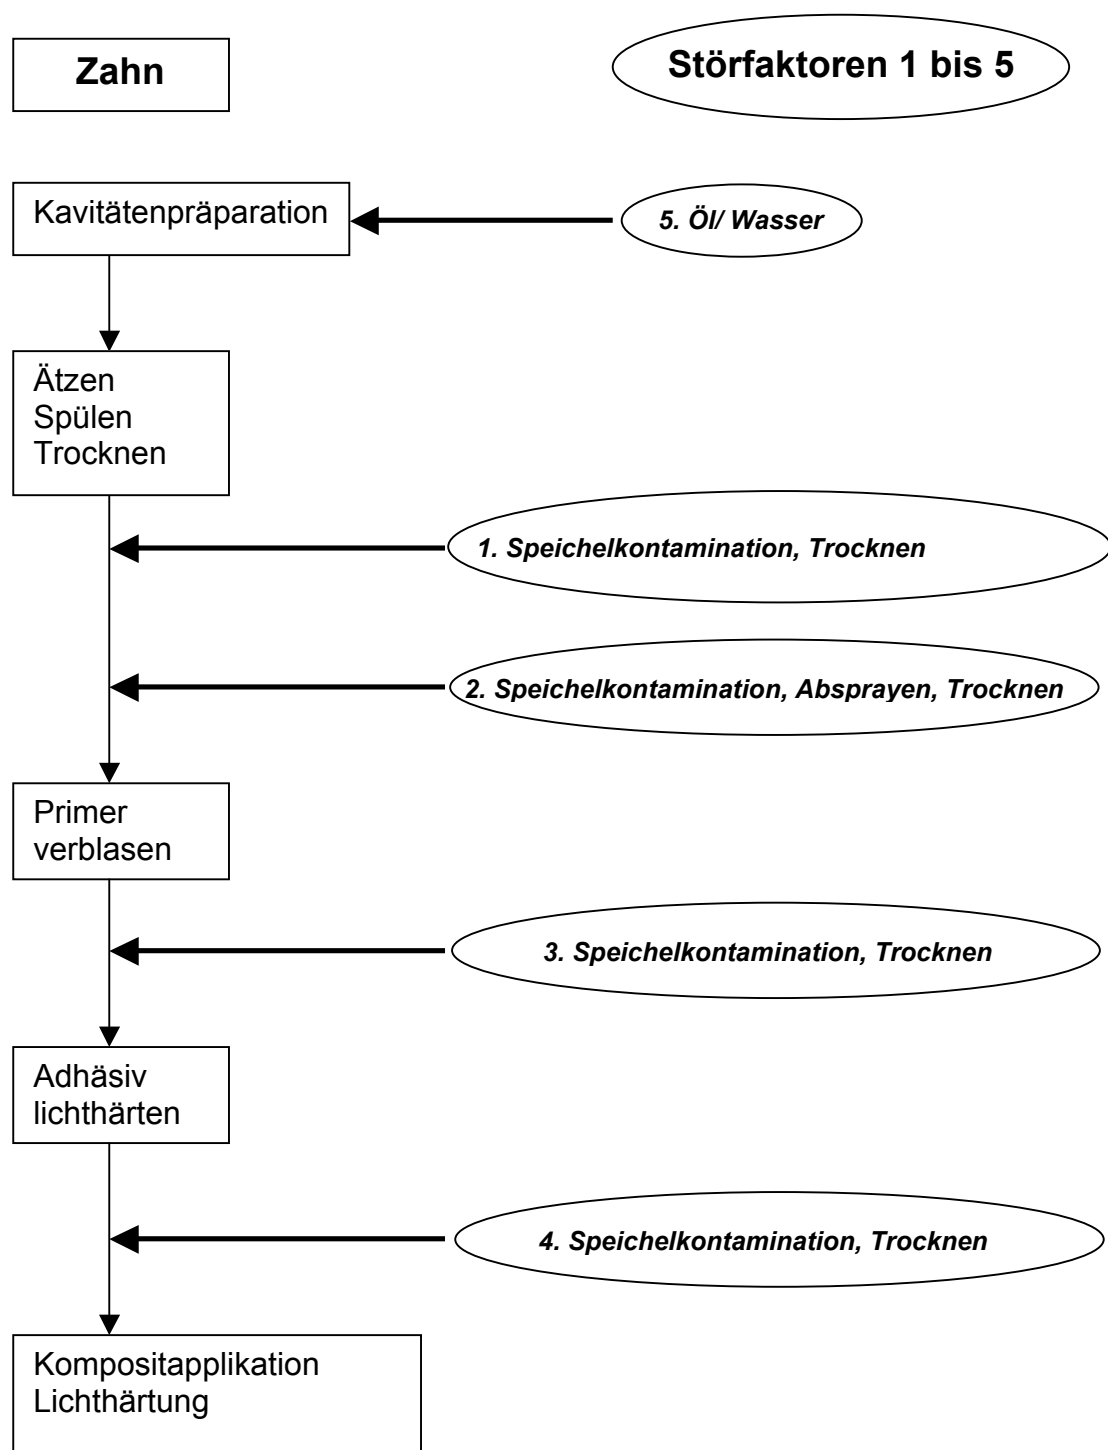 Zahn
Störfaktoren 1 bis 5
Kavitätenpräparation
5. Öl/ Wasser
Ätzen
Spülen
Trocknen
1. Speichelkontamination, Trocknen
2. Speichelkontamination, Absprayen, Trocknen
Primer
verblasen
3. Speichelkontamination, Trocknen
Adhäsiv
lichthärten
4. Speichelkontamination, Trocknen
Kompositapplikation
Lichthärtung